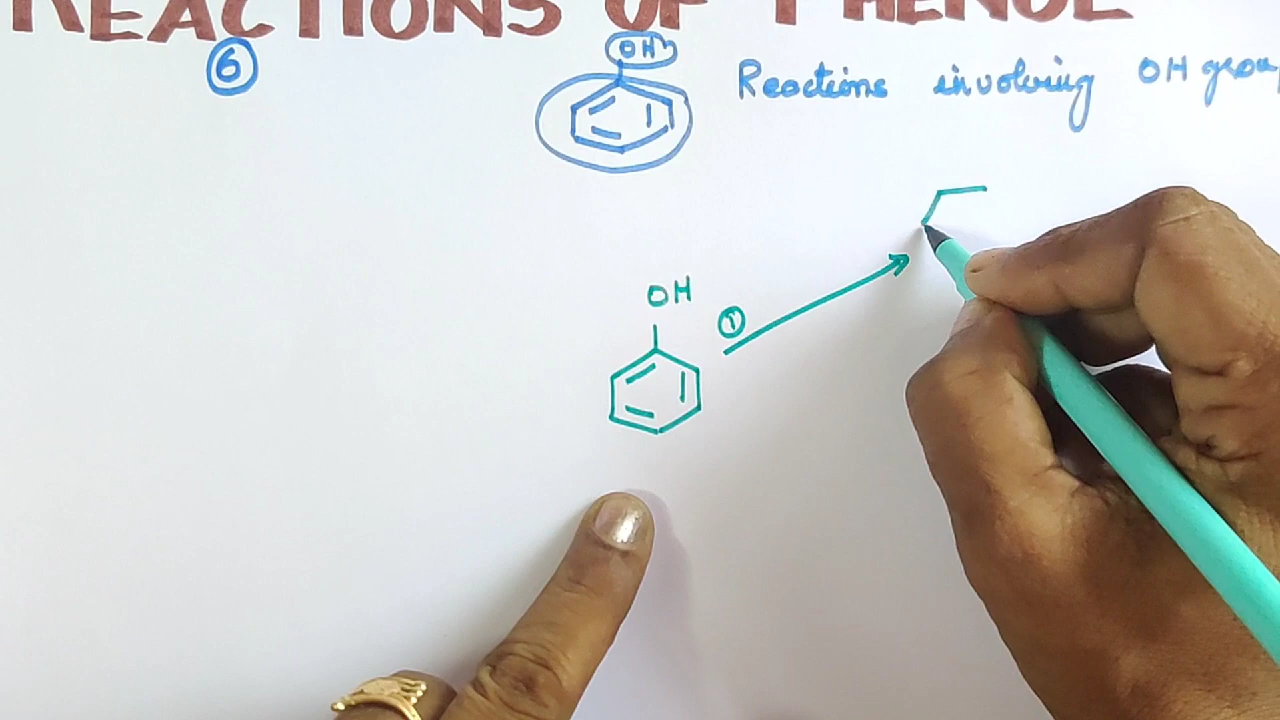 REACTIONS OF PHENOL
6
OH
Reactions involving OH group
OH
1